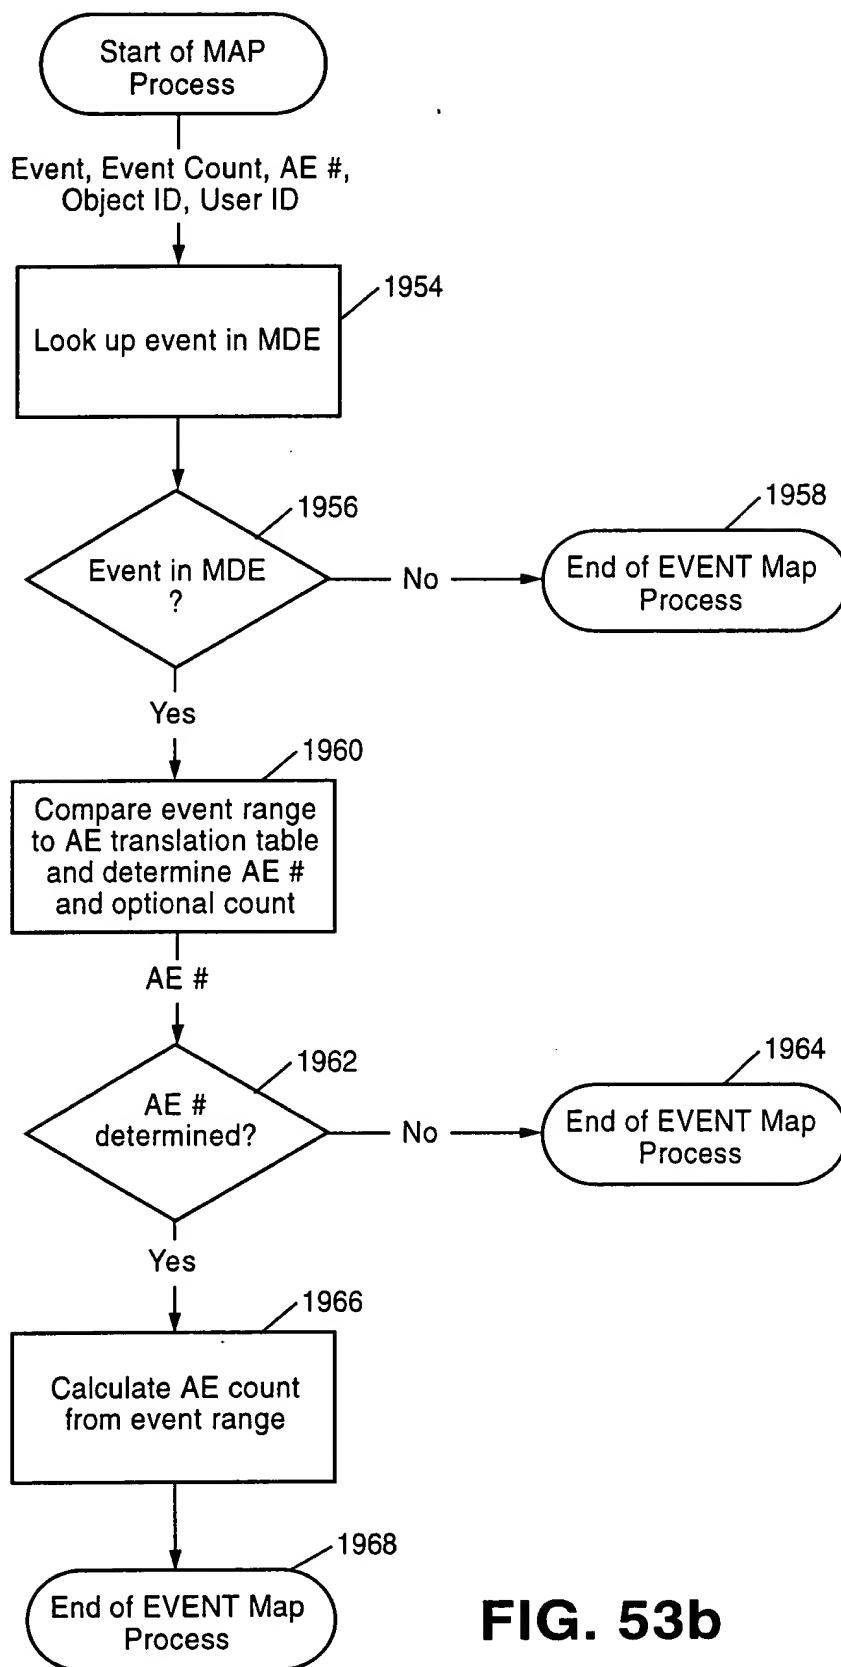 Start of MAP
Process
Event, Event Count, AE #,
Object ID, User ID
1954
Look up event in MDE
1956
Event in MDE
?
No
1958
End of EVENT Map
Process
Yes
1960
Compare event range
to AE translation table
and determine AE #
and optional count
AE #
1962
AE #
determined?
No
1964
End of EVENT Map
Process
Yes
1966
Calculate AE count
from event range
1968
End of EVENT Map
Process
FIG. 53b